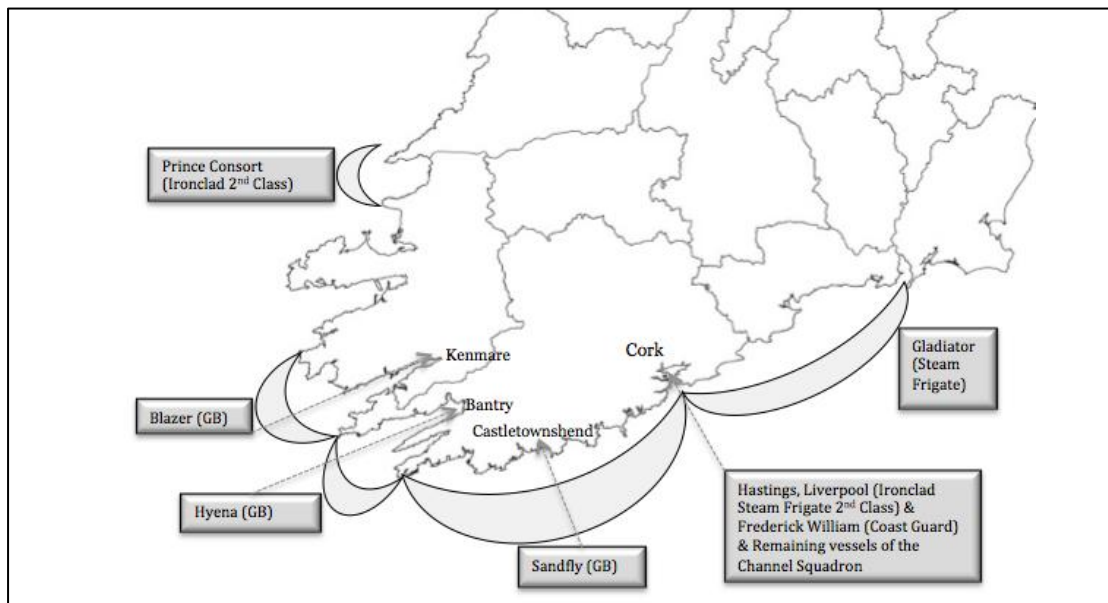 Prince Consort
(Ironclad 2nd Class)
Kenmare
Cork
Gladiator
(Steam
Frigate)
Blazer (GB)
Bantry
Castletownshend
Hyena (GB)
Hastings, Liverpool (Ironclad
Steam Frigate 2nd Class) &
Frederick William (Coast Guard)
& Remaining vessels of the
Channel Squadron
Sandfly (GB)